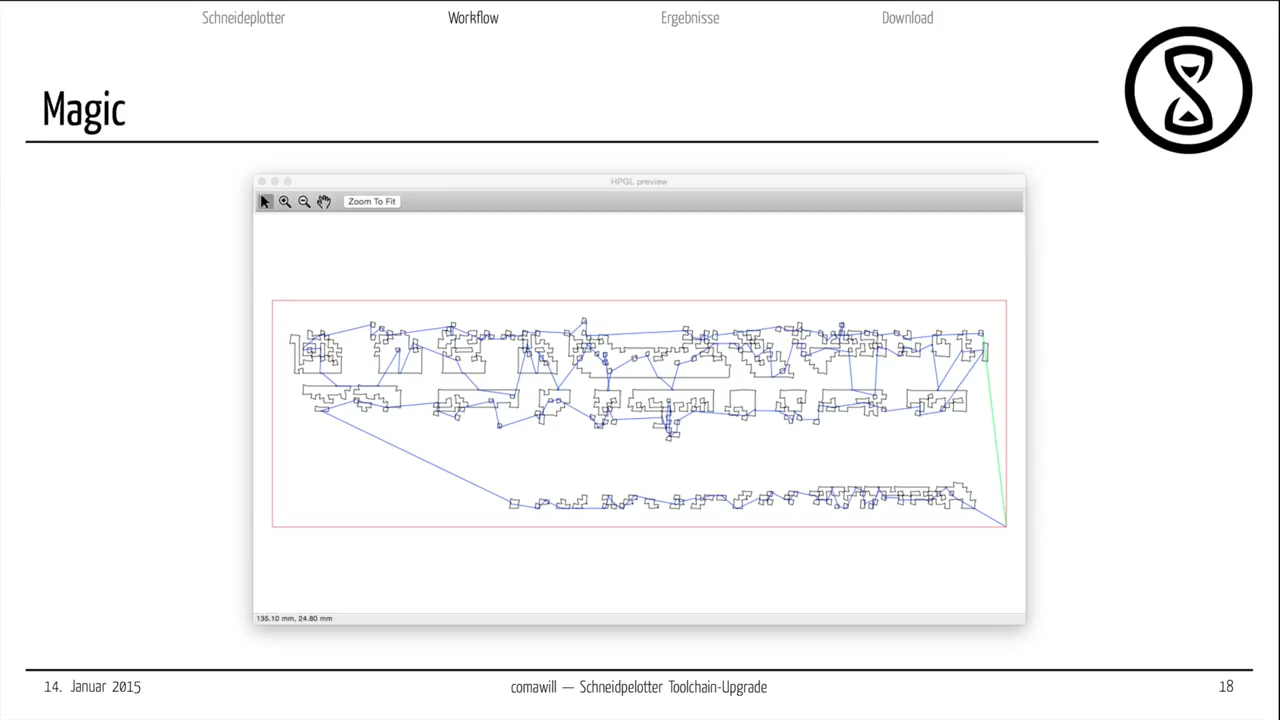 Schneideplotter Workflow Ergebnisse Download
Magic
HPGL preview
Zoom To Fit
135.10 mm, 24.80 mm
14. Januar 2015 comawill — Schneidpelotter Toolchain-Upgrade 18